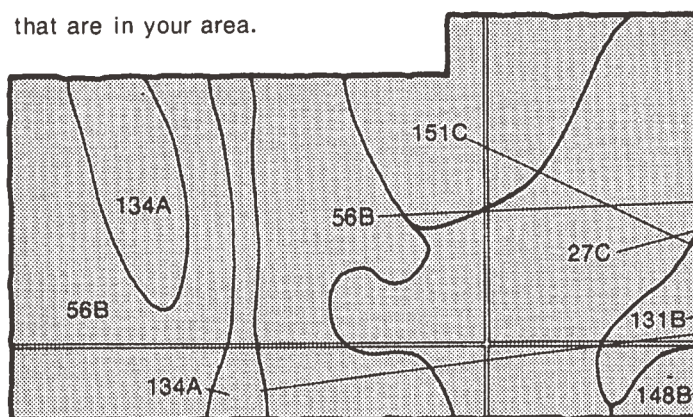 that are in your area.
151C
134A
56B
27C
56B
131B
134A
148B